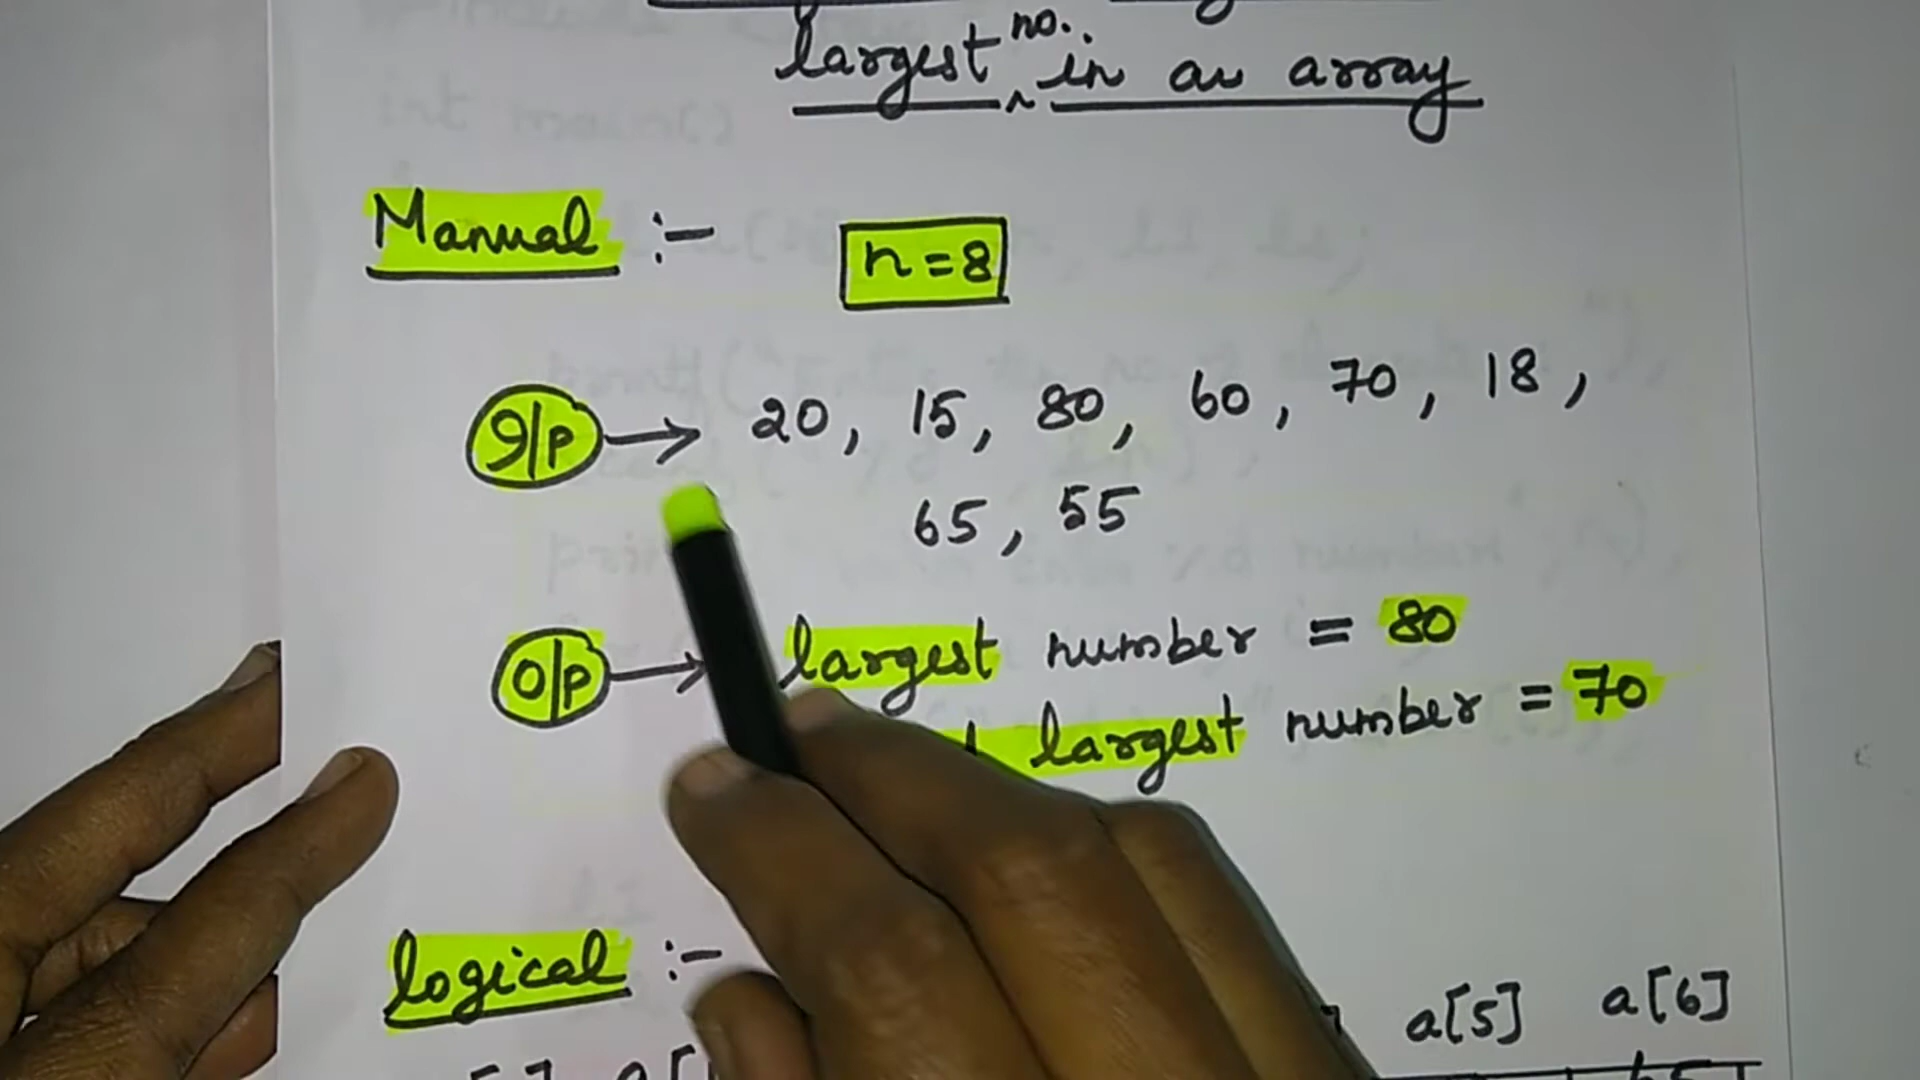 largest no. in an array
Manual :-
n=8
I/p → 20, 15, 80, 60, 70, 18,
65, 55
O/p → largest number = 80
largest number = 70
logical :-
a[5] a[6]
65